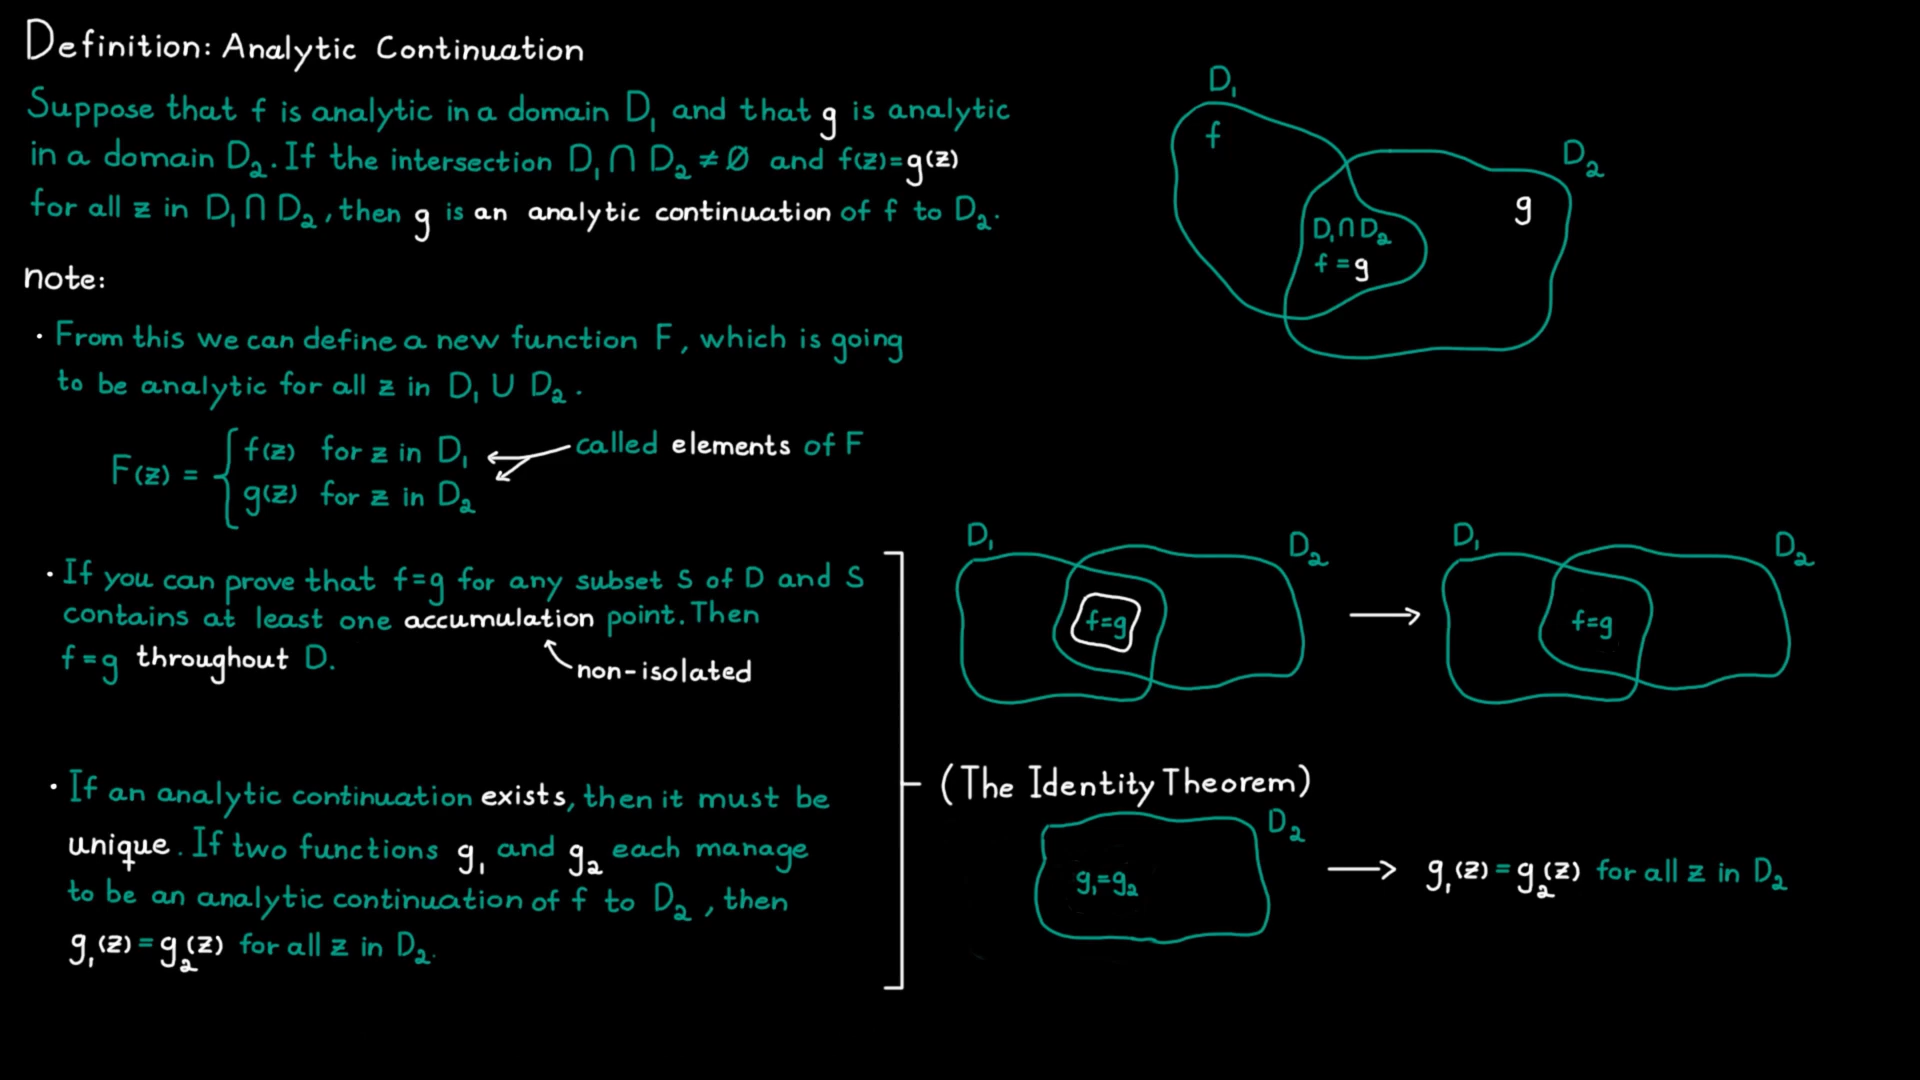 Definition: Analytic Continuation
Suppose that f is analytic in a domain D₁ and that g is analytic
in a domain D₂. If the intersection D₁ ∩ D₂ ≠ Ø and f(z)=g(z)
for all z in D₁ ∩ D₂, then g is an analytic continuation of f to D₂.
note:
· From this we can define a new function F, which is going
to be analytic for all z in D₁ ∪ D₂.
F(z) = { f(z) for z in D₁
g(z) for z in D₂
called elements of F
· If you can prove that f=g for any subset S of D and S
contains at least one accumulation point. Then
f=g throughout D.
non-isolated
· If an analytic continuation exists, then it must be
unique. If two functions g₁ and g₂ each manage
to be an analytic continuation of f to D₂, then
g₁(z)=g₂(z) for all z in D₂.
D₁
f
D₂
g
D₁∩D₂
f=g
D₁
D₂
f=g
D₁
D₂
f=g
(The Identity Theorem)
D₂
g₁=g₂
g₁(z)=g₂(z) for all z in D₂